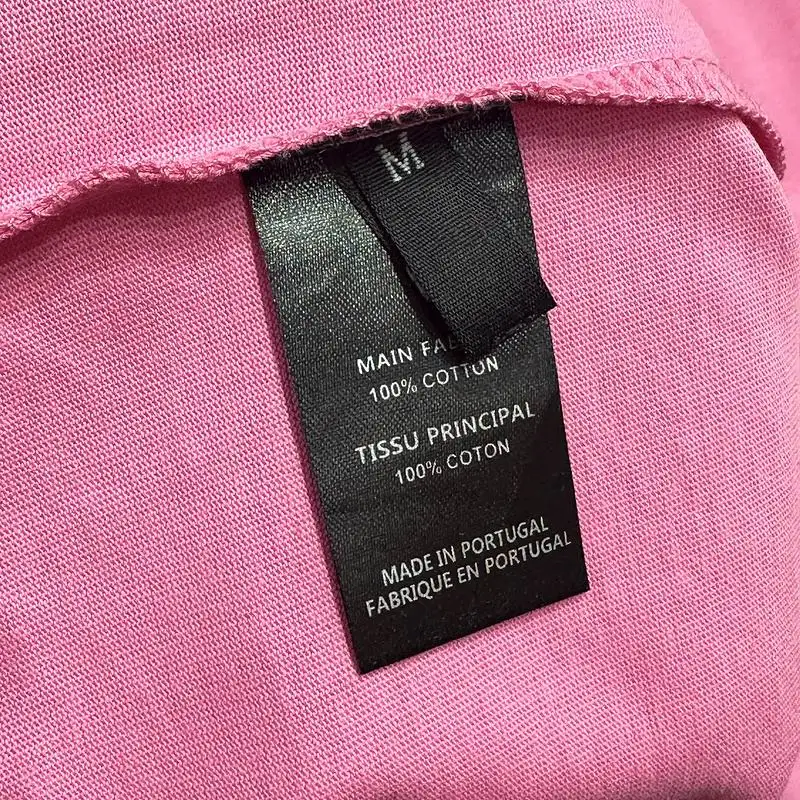 M
MAIN
100% COTTON
TISSU PRINCIPAL
100% COTON
MADE IN PORTUGAL
FABRIQUE EN PORTUGAL